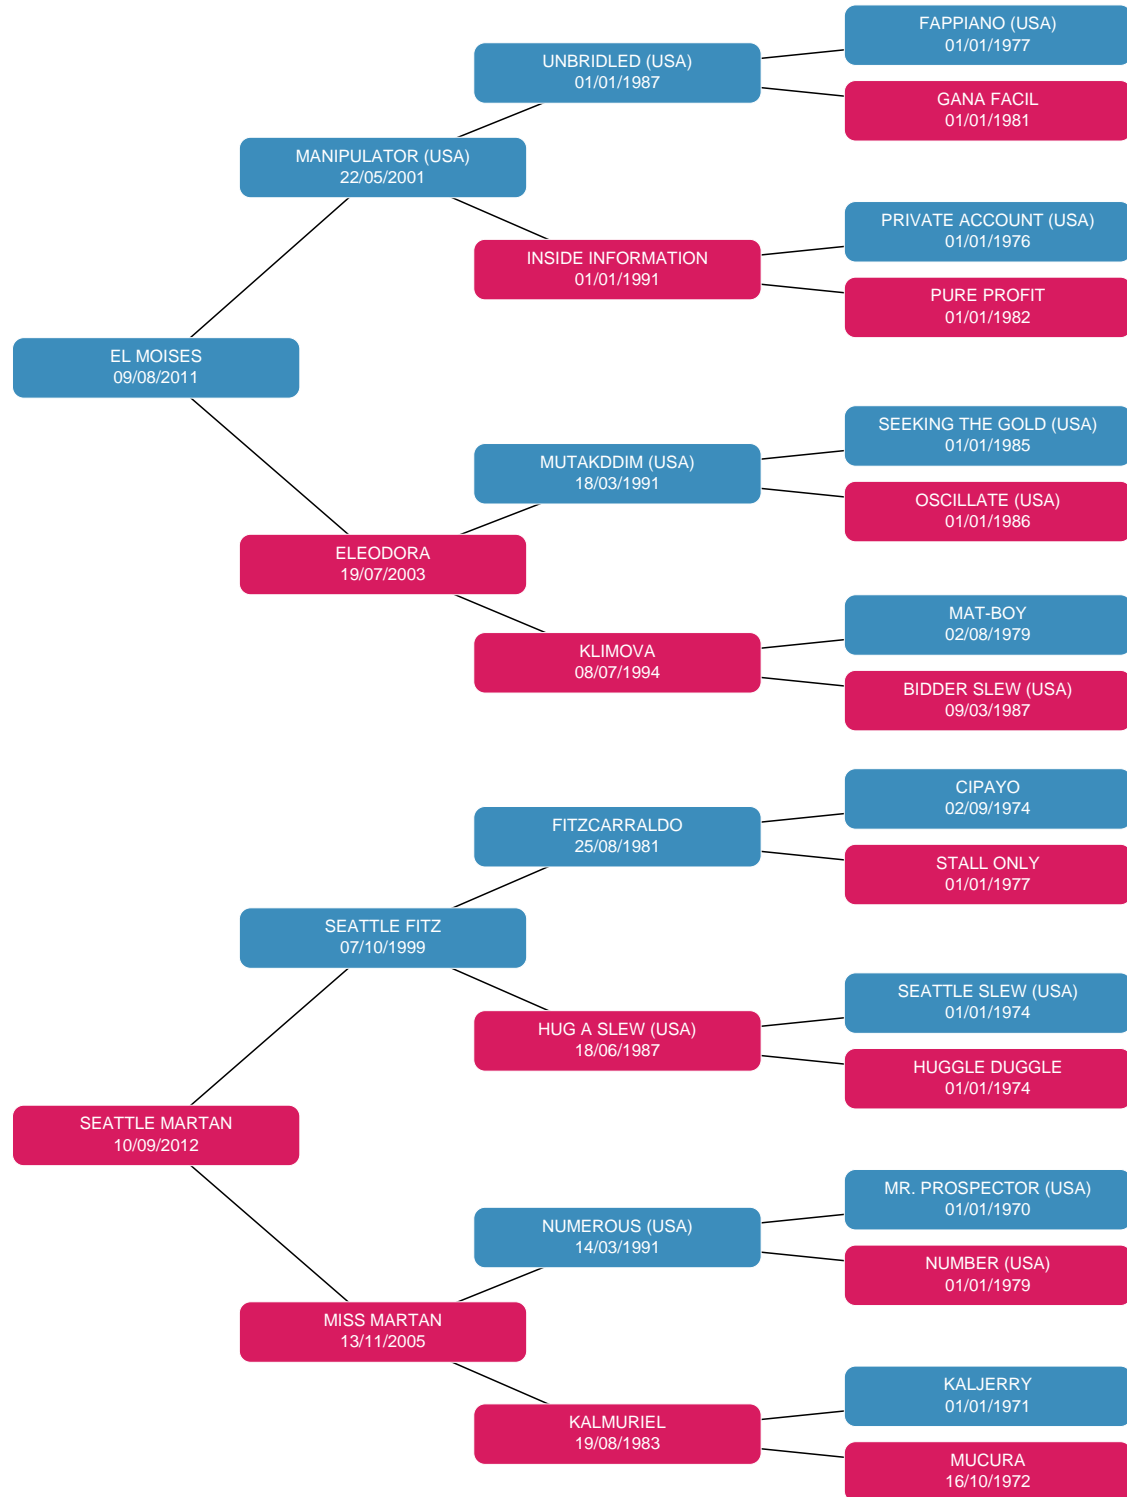 FAPPIANO (USA)
01/01/1977
UNBRIDLED (USA)
01/01/1987
GANA FACIL
01/01/1981
MANIPULATOR (USA)
22/05/2001
PRIVATE ACCOUNT (USA)
01/01/1976
INSIDE INFORMATION
01/01/1991
PURE PROFIT
01/01/1982
EL MOISES
09/08/2011
SEEKING THE GOLD (USA)
01/01/1985
MUTAKDDIM (USA)
18/03/1991
OSCILLATE (USA)
01/01/1986
ELEODORA
19/07/2003
MAT-BOY
02/08/1979
KLIMOVA
08/07/1994
BIDDER SLEW (USA)
09/03/1987
CIPAYO
02/09/1974
FITZCARRALDO
25/08/1981
STALL ONLY
01/01/1977
SEATTLE FITZ
07/10/1999
SEATTLE SLEW (USA)
01/01/1974
HUG A SLEW (USA)
18/06/1987
HUGGLE DUGGLE
01/01/1974
SEATTLE MARTAN
10/09/2012
MR. PROSPECTOR (USA)
01/01/1970
NUMEROUS (USA)
14/03/1991
NUMBER (USA)
01/01/1979
MISS MARTAN
13/11/2005
KALJERRY
01/01/1971
KALMURIEL
19/08/1983
MUCURA
16/10/1972